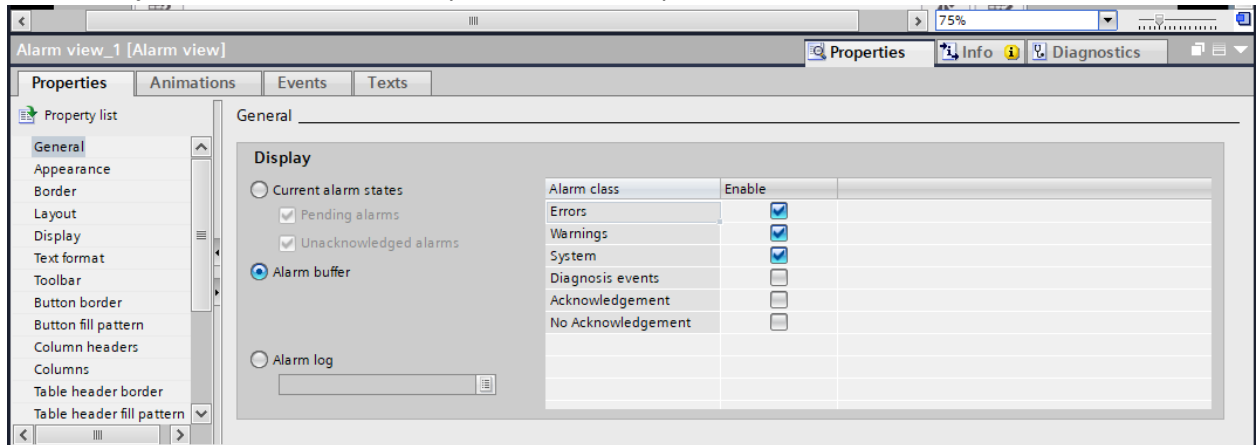 75%
Alarm view_1 [Alarm view]
Properties
Info
Diagnostics
Properties
Animations
Events
Texts
Property list
General
Appearance
Border
Layout
Display
Text format
Toolbar
Button border
Button fill pattern
Column headers
Columns
Table header border
Table header fill pattern
General
Display
Current alarm states
Pending alarms
Unacknowledged alarms
Alarm buffer
Alarm log
Alarm class Enable
Errors
Warnings
System
Diagnosis events
Acknowledgement
No Acknowledgement